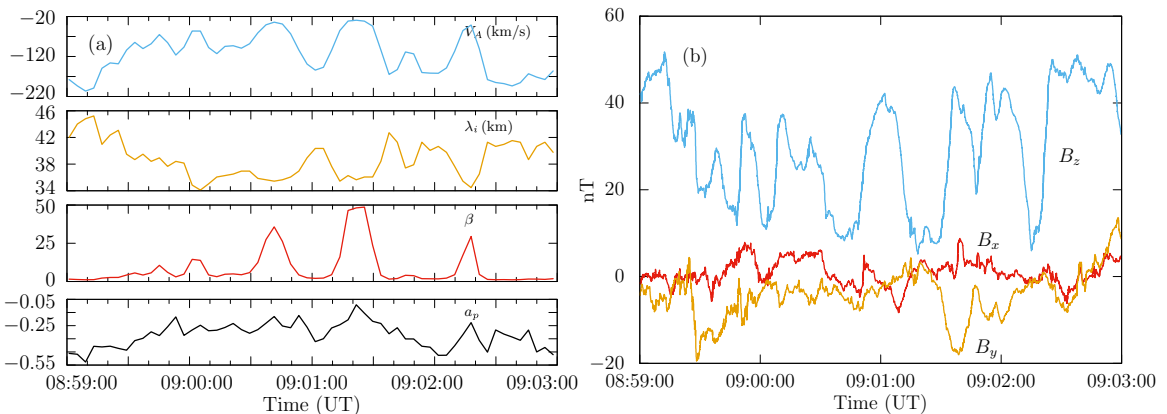 (a)
V_A (km/s)
−20
−120
−220
λ_i (km)
46
42
38
34
β
50
25
0
a_p
−0.05
−0.25
−0.55
08:59:00 09:00:00 09:01:00 09:02:00 09:03:00
Time (UT)
(b)
60
40
20
0
−20
nT
B_z
B_x
B_y
08:59:00 09:00:00 09:01:00 09:02:00 09:03:00
Time (UT)